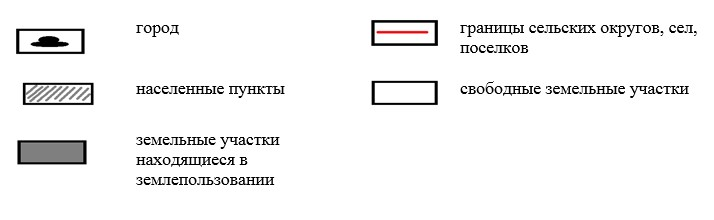 город
населенные пункты
земельные участки
находящиеся в
землепользовании
границы сельских округов, сел,
поселков
свободные земельные участки